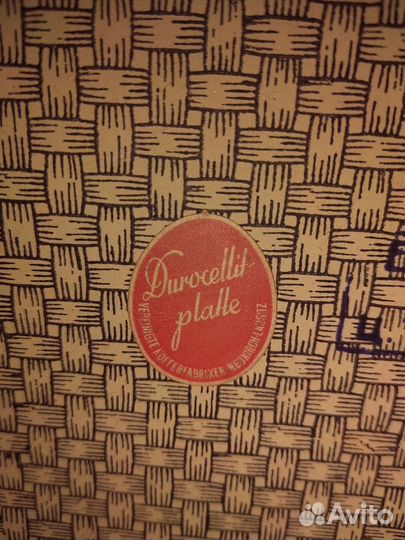 Durocellit-
platte
VEREINIGTE KOFFERFABRIKEN
Avito